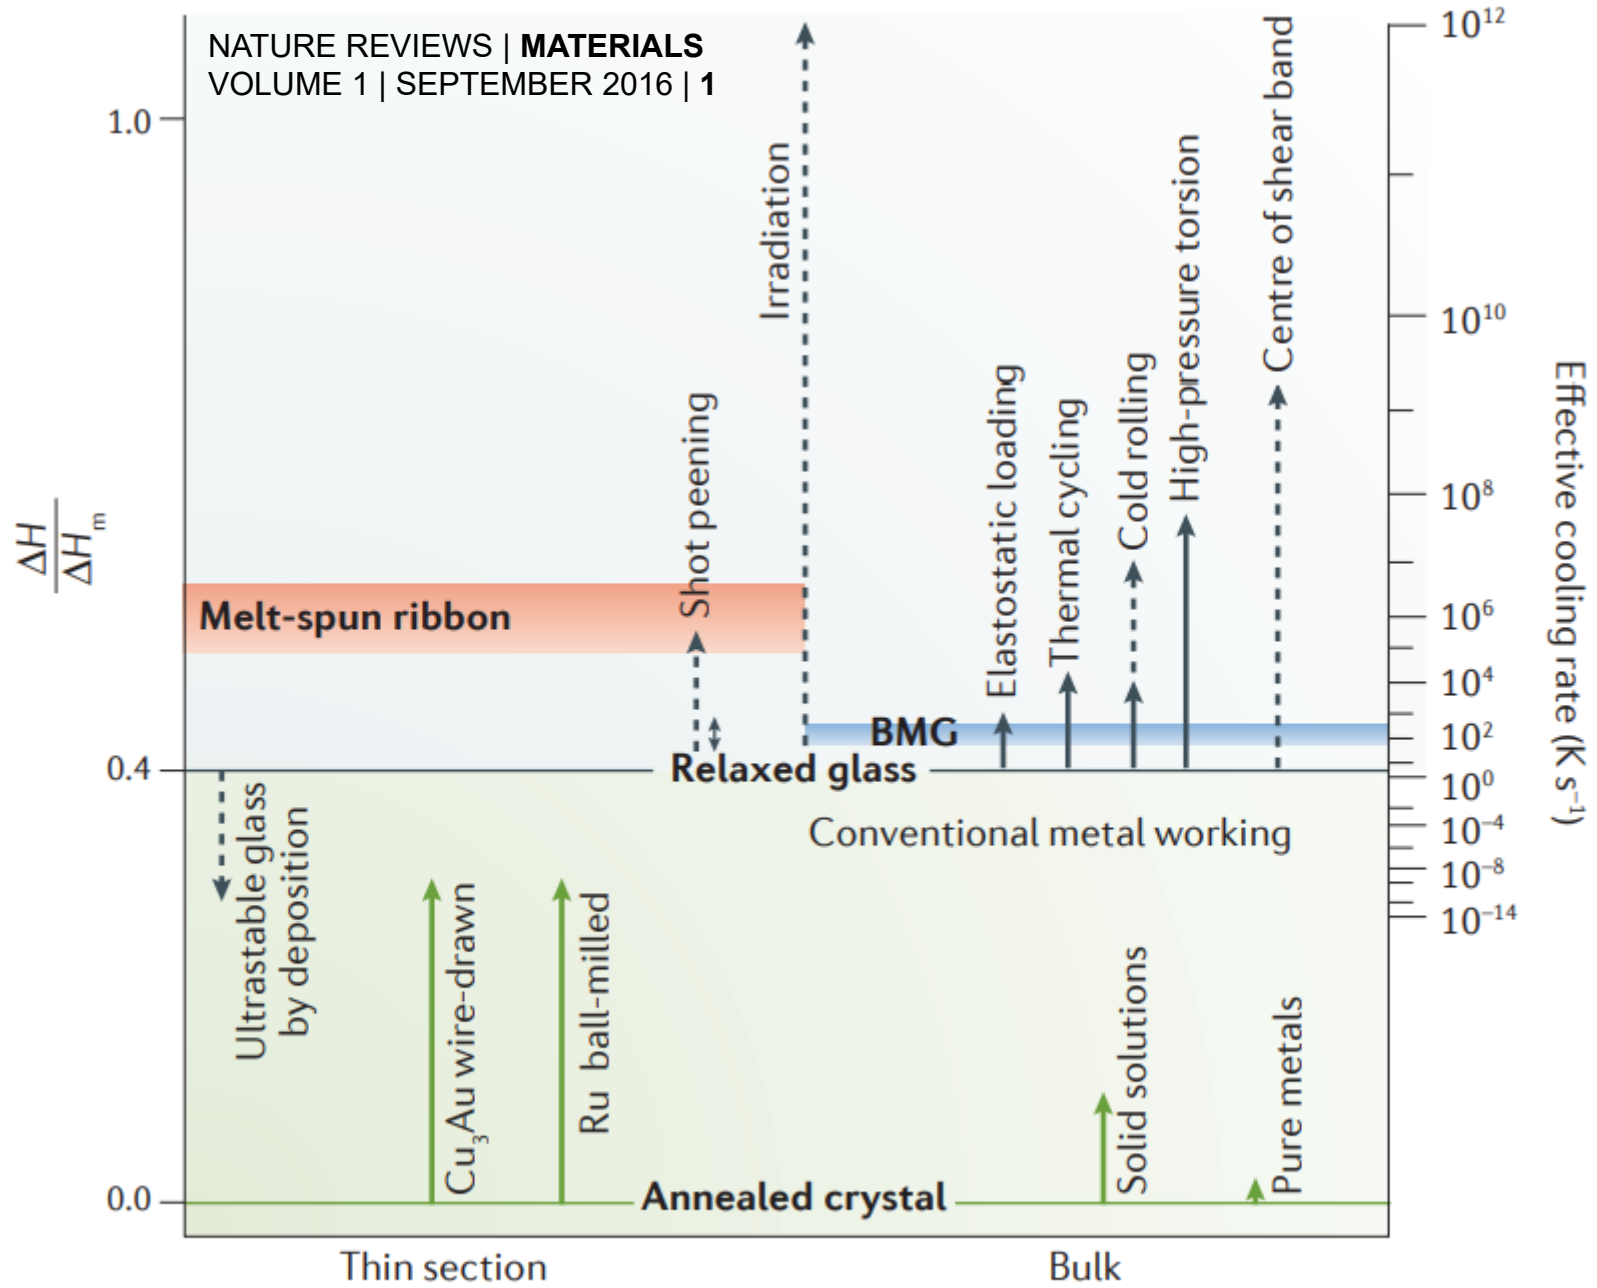 NATURE REVIEWS | MATERIALS
VOLUME 1 | SEPTEMBER 2016 | 1
1.0
0.4
0.0
ΔH
ΔHm
Melt-spun ribbon
Shot peening
Irradiation
Elastostatic loading
Thermal cycling
Cold rolling
High-pressure torsion
Centre of shear band
BMG
Relaxed glass
Conventional metal working
Ultrastable glass
by deposition
Cu₃Au wire-drawn
Ru ball-milled
Solid solutions
Pure metals
Annealed crystal
Thin section
Bulk
10¹²
10¹⁰
10⁸
10⁶
10⁴
10²
10⁰
10⁻⁴
10⁻⁸
10⁻¹⁴
Effective cooling rate (K s⁻¹)